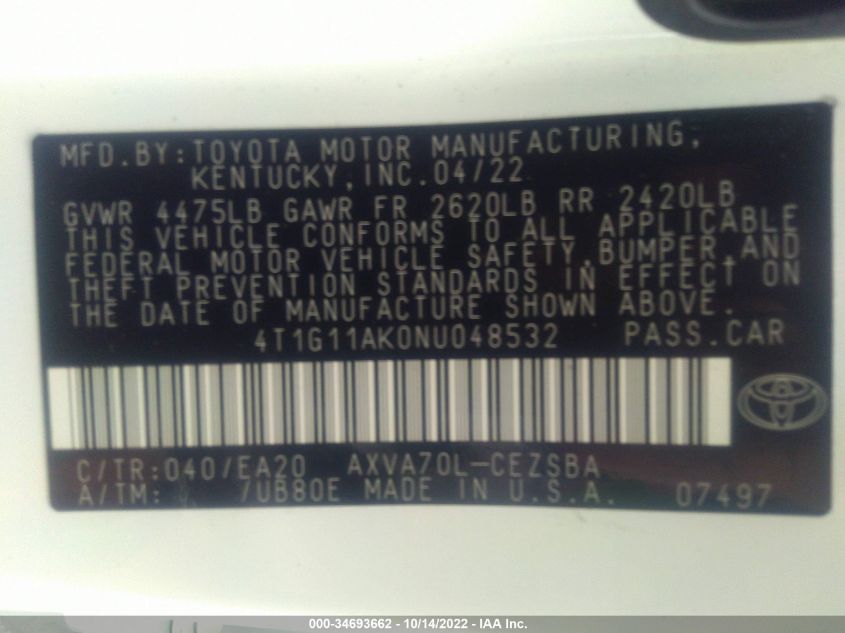 MFD.BY:TOYOTA MOTOR MANUFACTURING,
KENTUCKY,INC.04/22
GVWR 4475LB GAWR FR 2620LB RR 2420LB
THIS VEHICLE CONFORMS TO ALL APPLICABLE
FEDERAL MOTOR VEHICLE SAFETY,BUMPER,AND
THEFT PREVENTION STANDARDS IN EFFECT ON
THE DATE OF MANUFACTURE SHOWN ABOVE.
4T1G11AK0NU048532 PASS.CAR
C/TR:040/EA20 AXVA70L-CEZSBA
A/TM: /UB80E MADE IN U.S.A. 07497
000-34693662 - 10/14/2022 - IAA Inc.